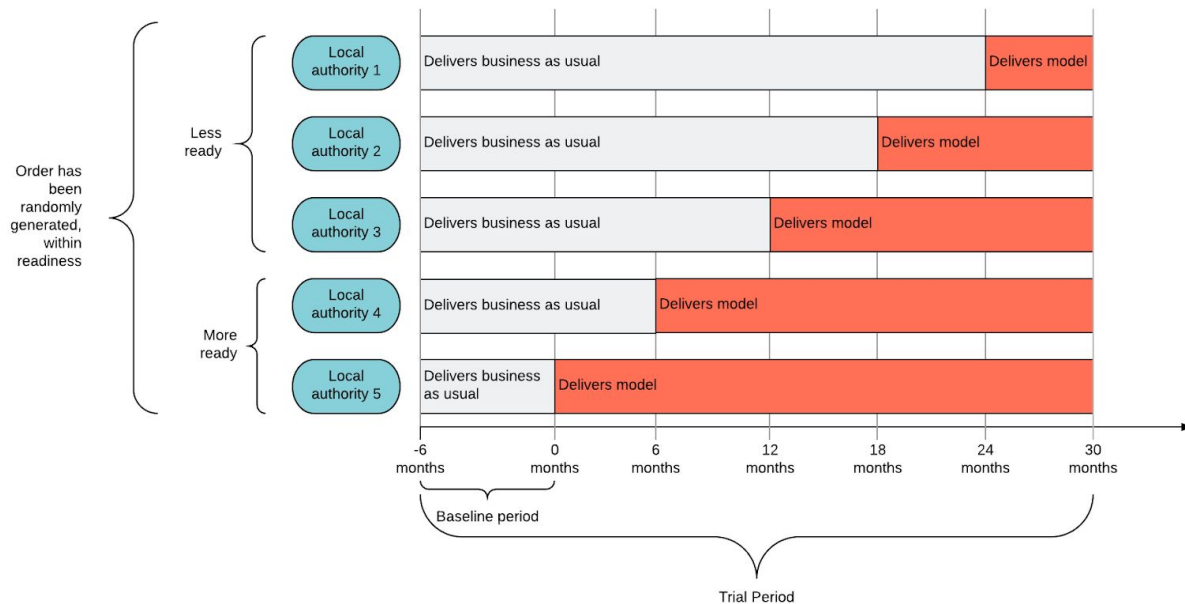 Order has
been
randomly
generated,
within
readiness
Less
ready
Local
authority 1
Delivers business as usual
Delivers model
Local
authority 2
Delivers business as usual
Delivers model
Local
authority 3
Delivers business as usual
Delivers model
More
ready
Local
authority 4
Delivers business as usual
Delivers model
Local
authority 5
Delivers business
as usual
Delivers model
-6
months
0
months
6
months
12
months
18
months
24
months
30
months
Baseline period
Trial Period